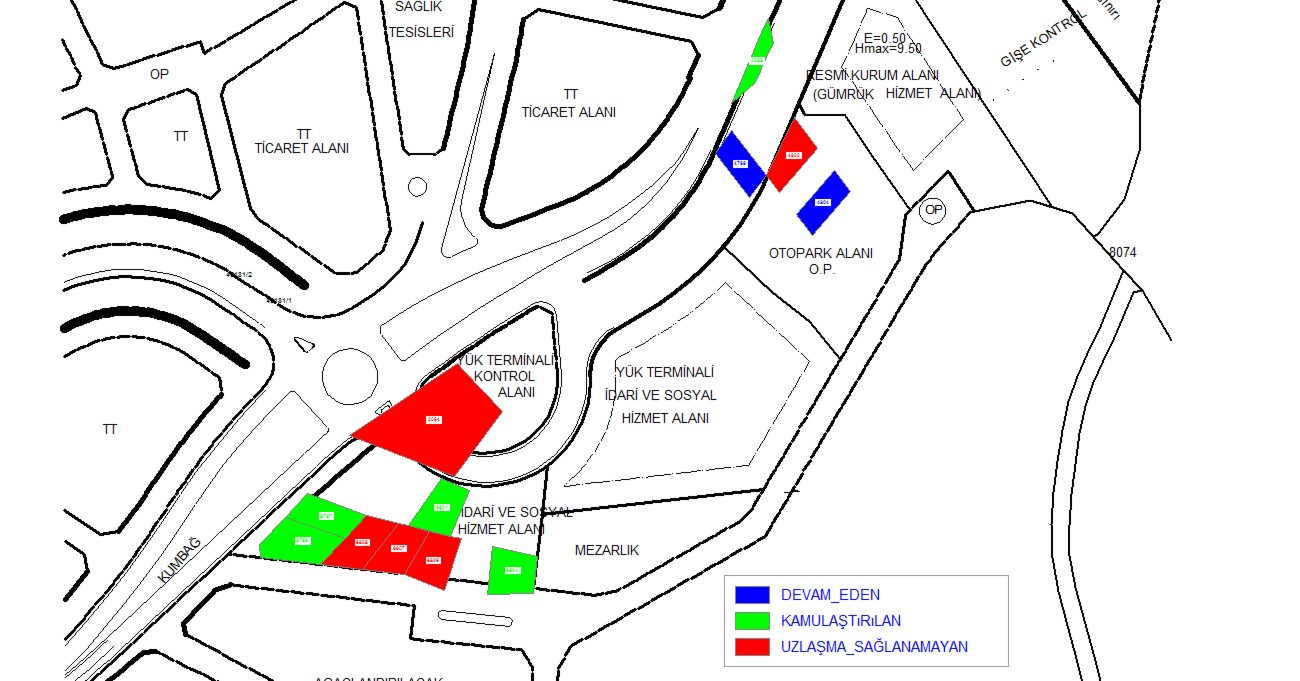 SAĞLIK
TESİSLERİ
OP
TT
TT
TİCARET ALANI
TT
TİCARET ALANI
E=0.50
Hmax=9.50
RESMİ KURUM ALANI
(GÜMRÜK HİZMET ALANI)
GİŞE KONTROL
OP
OTOPARK ALANI
O.P.
8074
YÜK TERMİNALİ
KONTROL
ALANI
YÜK TERMİNALİ
İDARİ VE SOSYAL
HİZMET ALANI
TT
İDARİ VE SOSYAL
HİZMET ALANI
MEZARLIK
KUMBAĞ
DEVAM_EDEN
KAMULAŞTıRıLAN
UZLAŞMA_SAĞLANAMAYAN